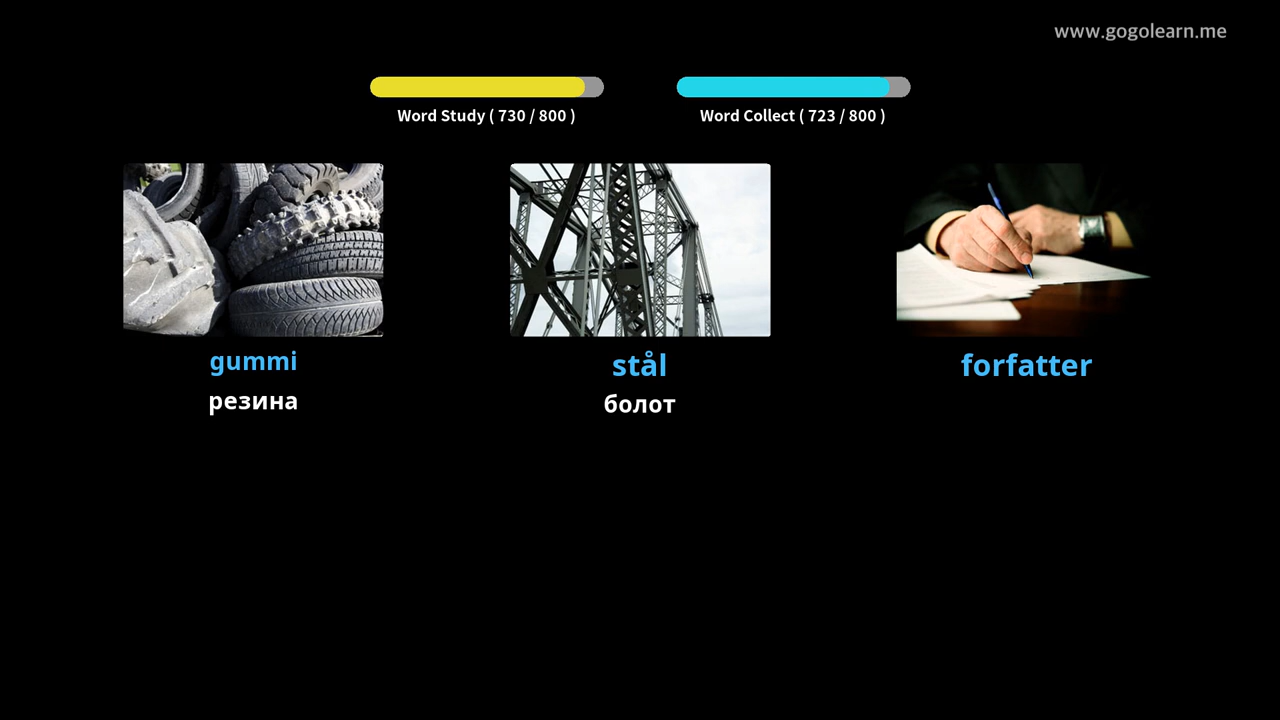 www.gogolearn.me
Word Study ( 730 / 800 )
Word Collect ( 723 / 800 )
gummi
резина
stål
болот
forfatter